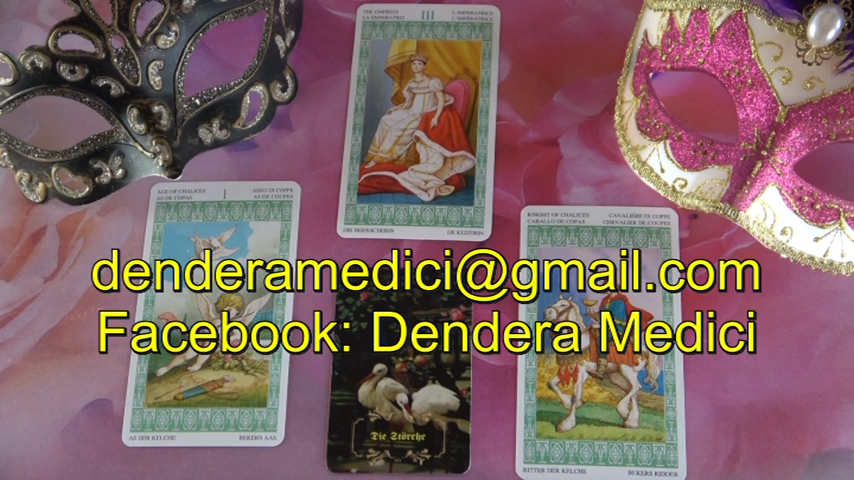 THE EMPRESS III L'IMPERATRICE
LA EMPERATRIZ L'IMPÉRATRICE
DIE HERRSCHERIN DE KEIZERIN
ACE OF CHALICES I ASSO DI COPPE
AS DE COPAS AS DE COUPES
KNIGHT OF CHALICES CAVALIERE DI COPPE
CABALLO DE COPAS CHEVALIER DE COUPES
denderamedici@gmail.com
Facebook: Dendera Medici
Die Störche
AS DER KELCHE BEKERS AAS
RITTER DER KELCHE BEKERS RIDDER